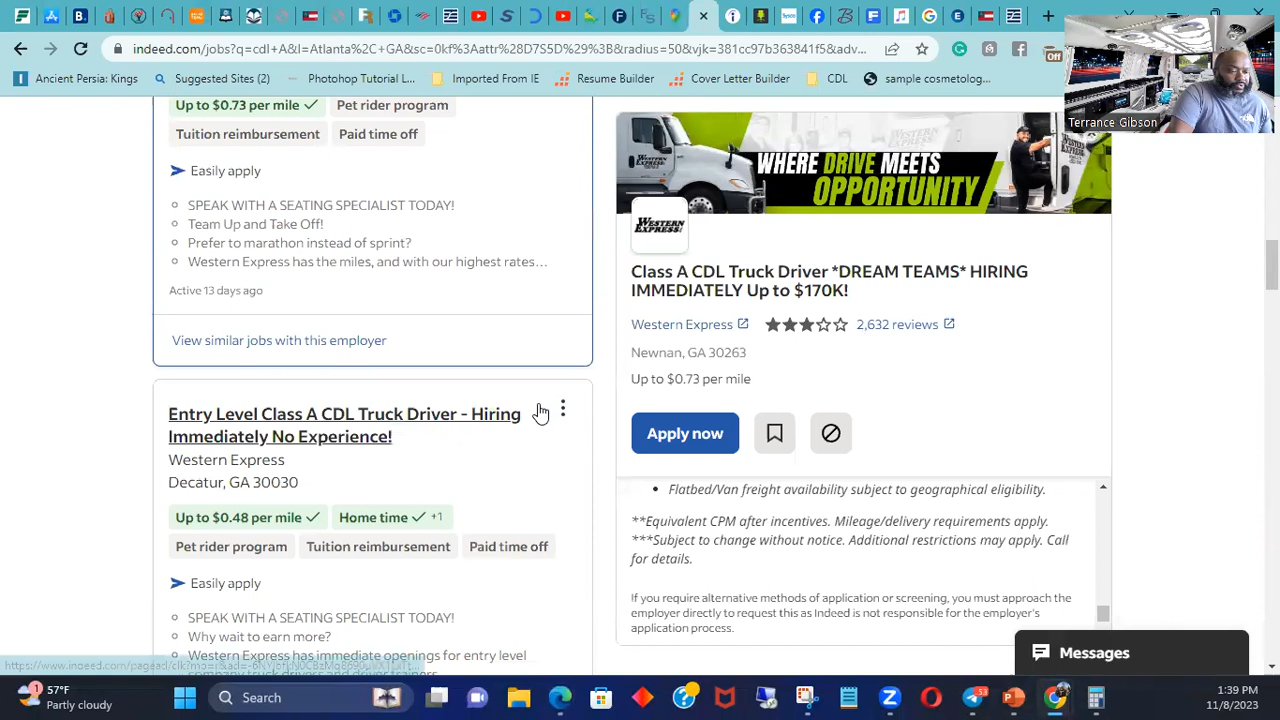 indeed.com/jobs?q=cdl+A&l=Atlanta%2C+GA&sc=0kf%3Aattr%28D7S5D%29%3B&radius=50&vjk=381cc97b363841f5&adv...
Off
Ancient Persia: Kings
Suggested Sites (2)
Photohop Tutorial L...
Imported From IE
Resume Builder
Cover Letter Builder
CDL
sample cosmetolog...
Terrance Gibson
Up to $0.73 per mile
Pet rider program
Tuition reimbursement
Paid time off
Easily apply
SPEAK WITH A SEATING SPECIALIST TODAY!
Team Up and Take Off!
Prefer to marathon instead of sprint?
Western Express has the miles, and with our highest rates…
Active 13 days ago
View similar jobs with this employer
Entry Level Class A CDL Truck Driver - Hiring
Immediately No Experience!
Western Express
Decatur, GA 30030
Up to $0.48 per mile
Home time
+1
Pet rider program
Tuition reimbursement
Paid time off
Easily apply
SPEAK WITH A SEATING SPECIALIST TODAY!
Why wait to earn more?
Western Express has immediate openings for entry level
company truck drivers and driver trainers
WHERE DRIVE MEETS
OPPORTUNITY
WESTERN EXPRESS
Class A CDL Truck Driver *DREAM TEAMS* HIRING
IMMEDIATELY Up to $170K!
Western Express
2,632 reviews
Newnan, GA 30263
Up to $0.73 per mile
Apply now
Flatbed/Van freight availability subject to geographical eligibility.
**Equivalent CPM after incentives. Mileage/delivery requirements apply.
***Subject to change without notice. Additional restrictions may apply. Call
for details.
If you require alternative methods of application or screening, you must approach the
employer directly to request this as Indeed is not responsible for the employer's
application process.
Messages
1
57°F
Partly cloudy
Search
53
1:39 PM
11/8/2023